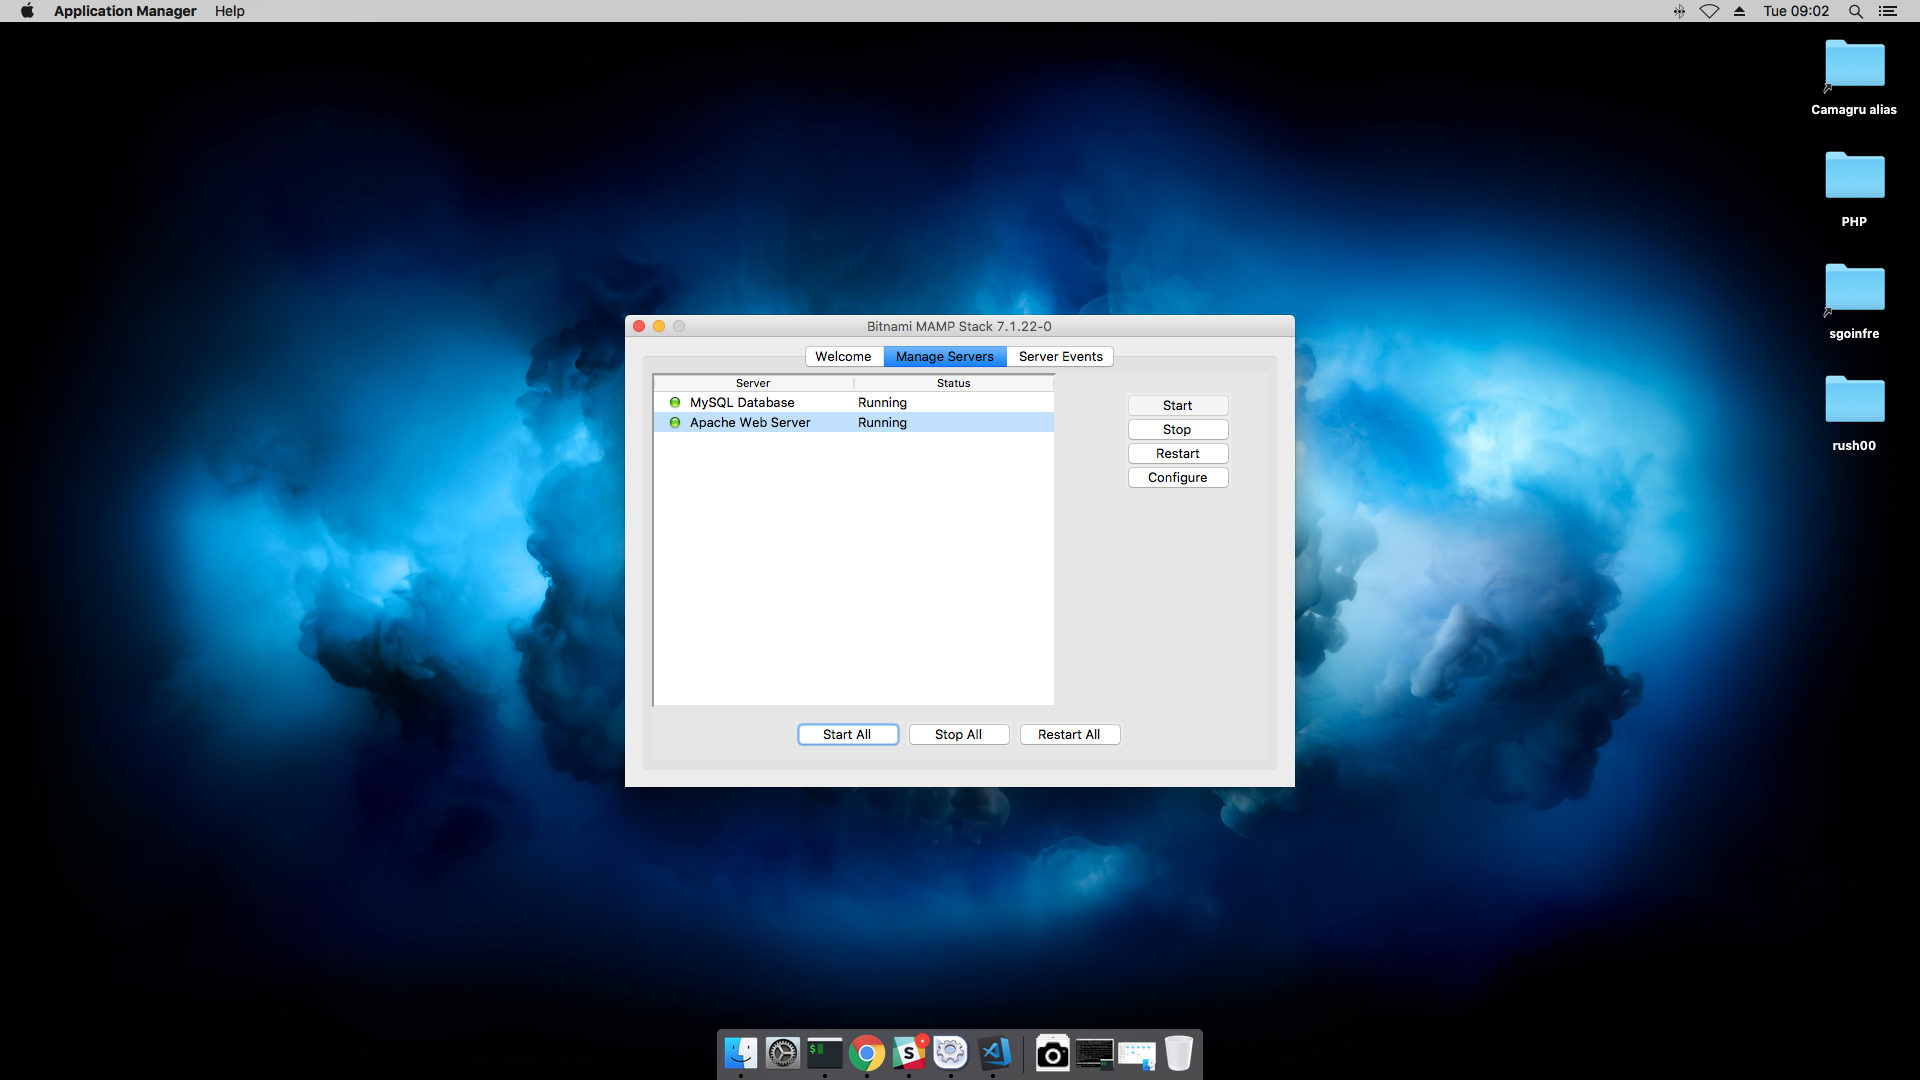 Application Manager Help Tue 09:02
Camagru alias
PHP
sgoinfre
rush00
Bitnami MAMP Stack 7.1.22-0
Welcome Manage Servers Server Events
Server Status
MySQL Database Running
Apache Web Server Running
Start
Stop
Restart
Configure
Start All Stop All Restart All
$
S